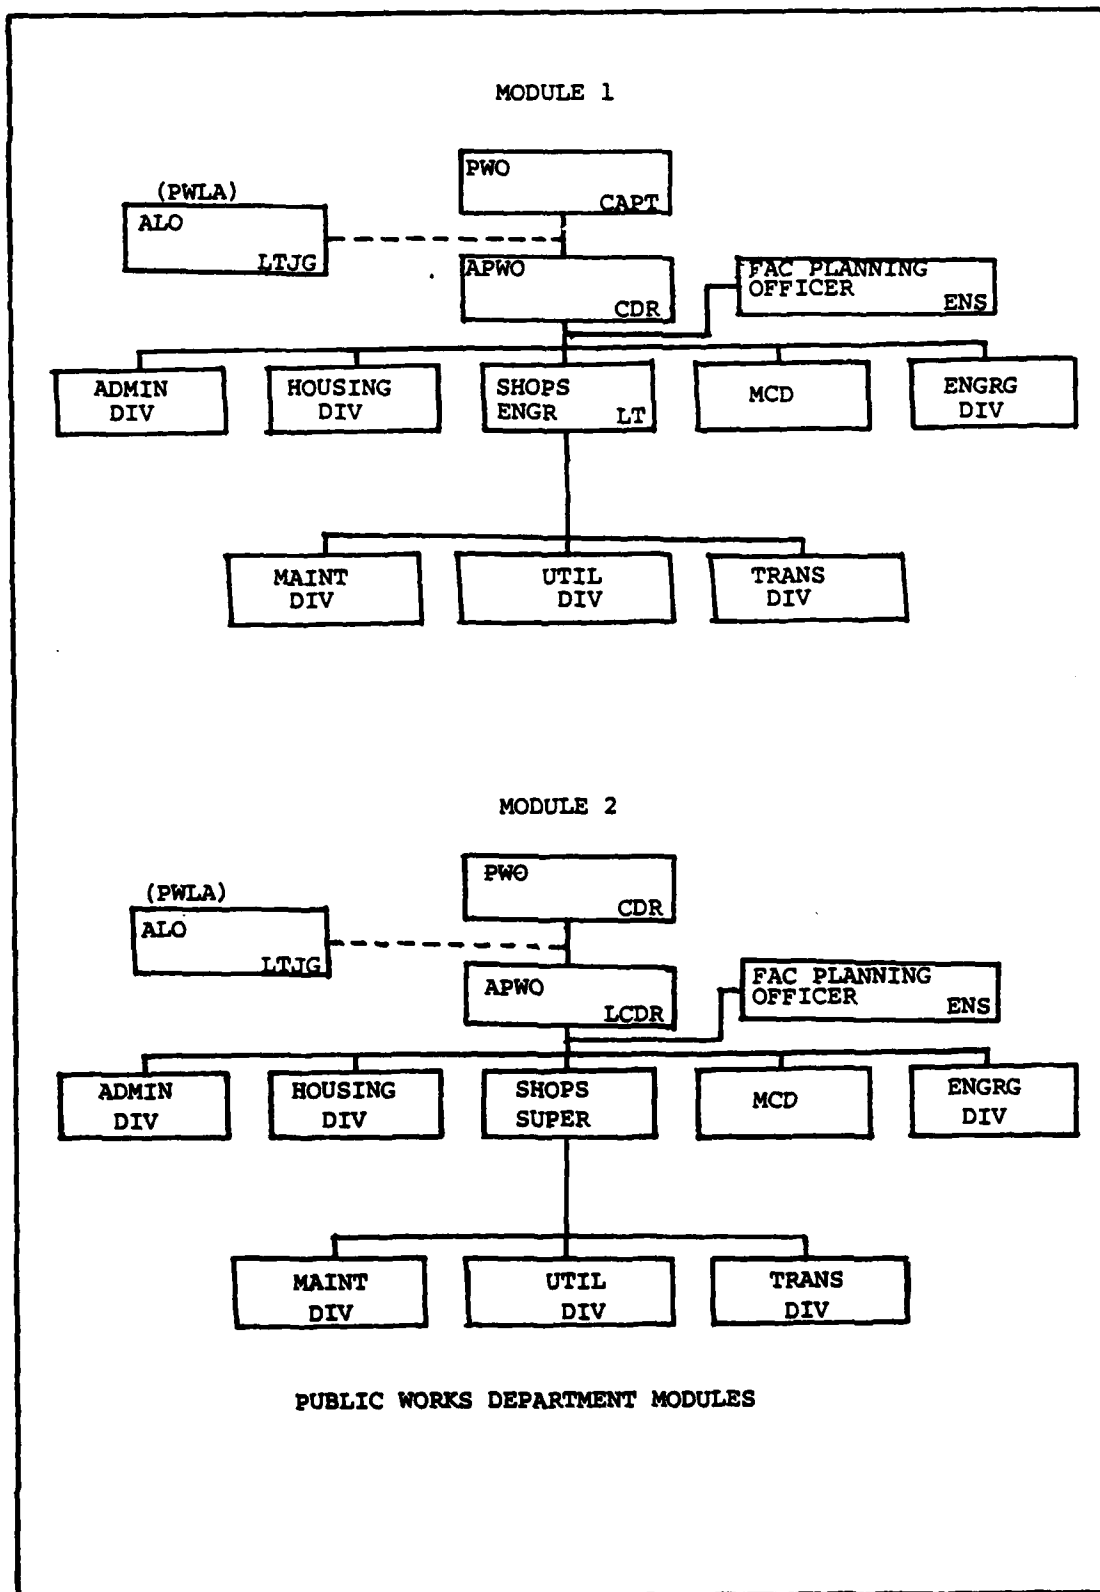 MODULE 1
PWO
CAPT
(PWLA)
ALO
LTJG
APWO
CDR
FAC PLANNING
OFFICER
ENS
ADMIN
DIV
HOUSING
DIV
SHOPS
ENGR LT
MCD
ENGRG
DIV
MAINT
DIV
UTIL
DIV
TRANS
DIV
MODULE 2
PWO
CDR
(PWLA)
ALO
LTJG
APWO
LCDR
FAC PLANNING
OFFICER
ENS
ADMIN
DIV
HOUSING
DIV
SHOPS
SUPER
MCD
ENGRG
DIV
MAINT
DIV
UTIL
DIV
TRANS
DIV
PUBLIC WORKS DEPARTMENT MODULES